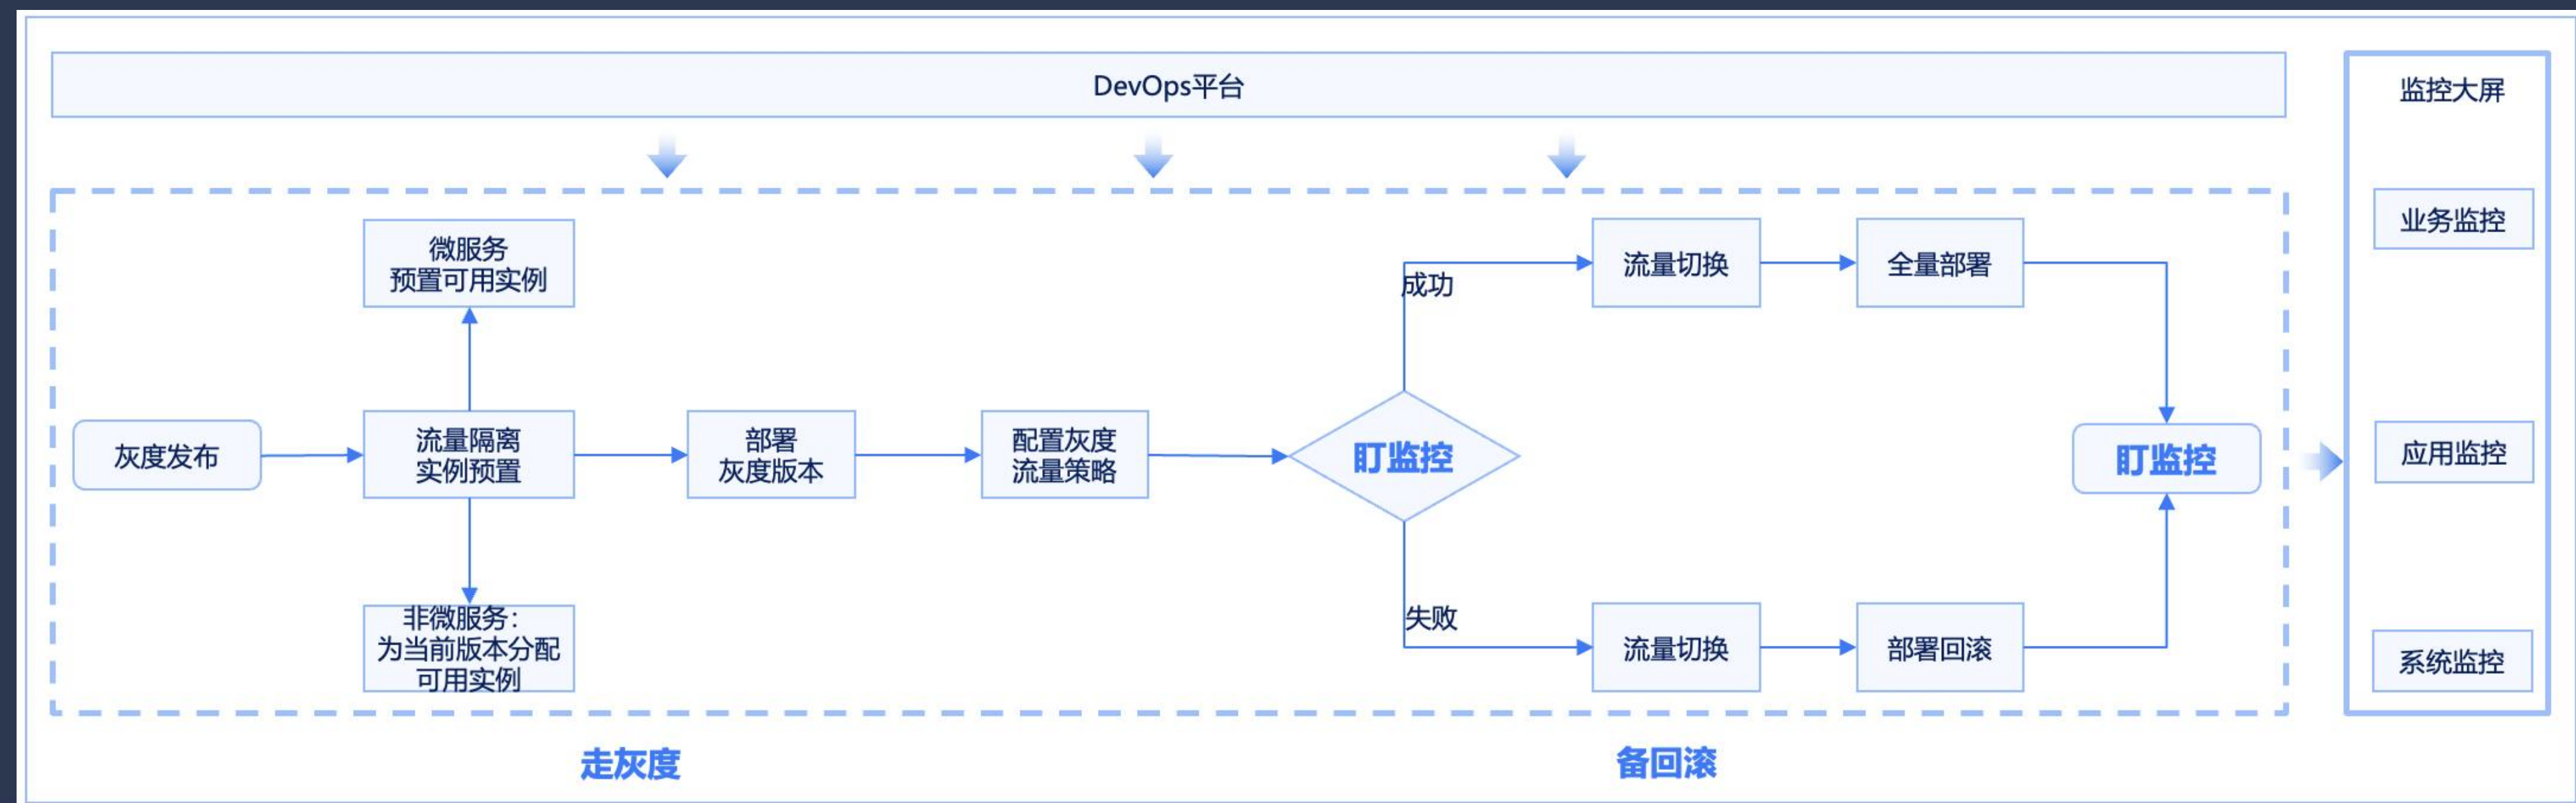 DevOps平台
监控大屏
微服务
预置可用实例
灰度发布
流量隔离
实例预置
部署
灰度版本
配置灰度
流量策略
非微服务：
为当前版本分配
可用实例
盯监控
成功
流量切换
全量部署
失败
流量切换
部署回滚
盯监控
业务监控
应用监控
系统监控
走灰度
备回滚